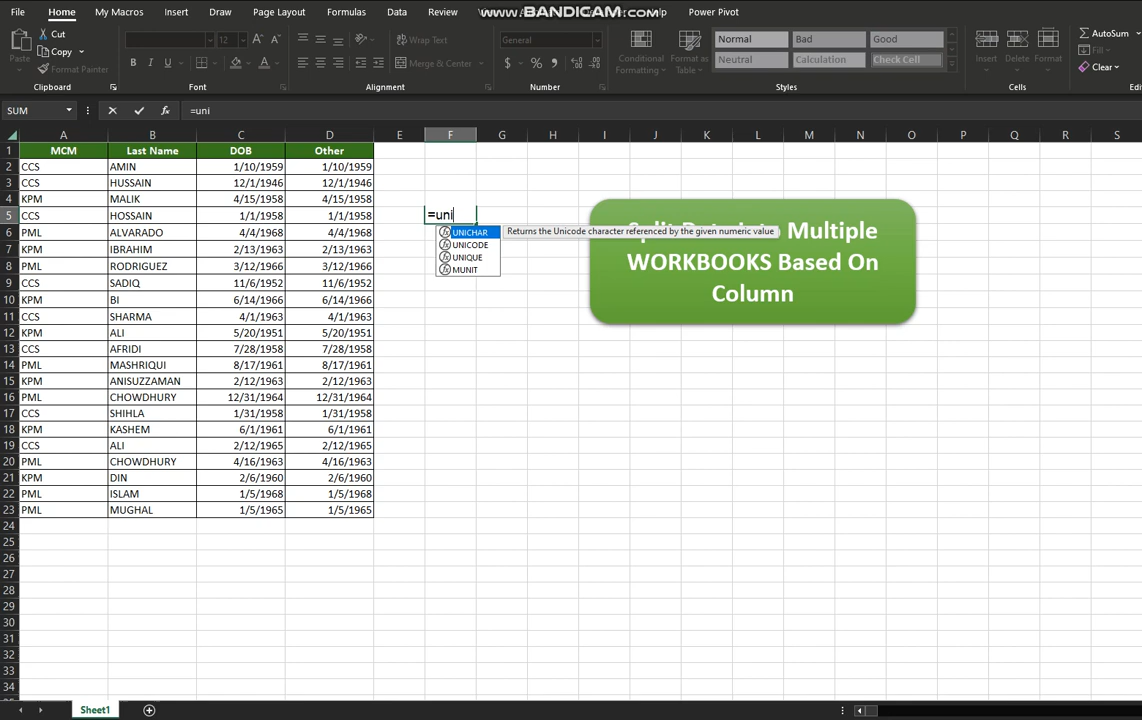 File Home My Macros Insert Draw Page Layout Formulas Data Review www.BANDICAM.com Power Pivot
Cut
Copy
Format Painter
Paste
12
Wrap Text
Merge & Center
General
Conditional Formatting
Format as Table
Normal Bad Good
Neutral Calculation Check Cell
Insert Delete Format
AutoSum
Fill
Clear
Clipboard Font Alignment Number Styles Cells
SUM =uni
A B C D E F G H I J K L M N O P Q R S
1 MCM Last Name DOB Other
2 CCS AMIN 1/10/1959 1/10/1959
3 CCS HUSSAIN 12/1/1946 12/1/1946
4 KPM MALIK 4/15/1958 4/15/1958
5 CCS HOSSAIN 1/1/1958 1/1/1958 =uni
6 PML ALVARADO 4/4/1968 4/4/1968
7 KPM IBRAHIM 2/13/1963 2/13/1963
8 PML RODRIGUEZ 3/12/1966 3/12/1966
9 CCS SADIQ 11/6/1952 11/6/1952
10 KPM BI 6/14/1966 6/14/1966
11 CCS SHARMA 4/1/1963 4/1/1963
12 KPM ALI 5/20/1951 5/20/1951
13 CCS AFRIDI 7/28/1958 7/28/1958
14 PML MASHRIQUI 8/17/1961 8/17/1961
15 KPM ANISUZZAMAN 2/12/1963 2/12/1963
16 PML CHOWDHURY 12/31/1964 12/31/1964
17 CCS SHIHLA 1/31/1958 1/31/1958
18 KPM KASHEM 6/1/1961 6/1/1961
19 CCS ALI 2/12/1965 2/12/1965
20 PML CHOWDHURY 4/16/1963 4/16/1963
21 KPM DIN 2/6/1960 2/6/1960
22 PML ISLAM 1/5/1968 1/5/1968
23 PML MUGHAL 1/5/1965 1/5/1965
24
25
26
27
28
29
30
31
32
33
34
UNICHAR
UNICODE
UNIQUE
MUNIT
Returns the Unicode character referenced by the given numeric value
Multiple
WORKBOOKS Based On
Column
Sheet1